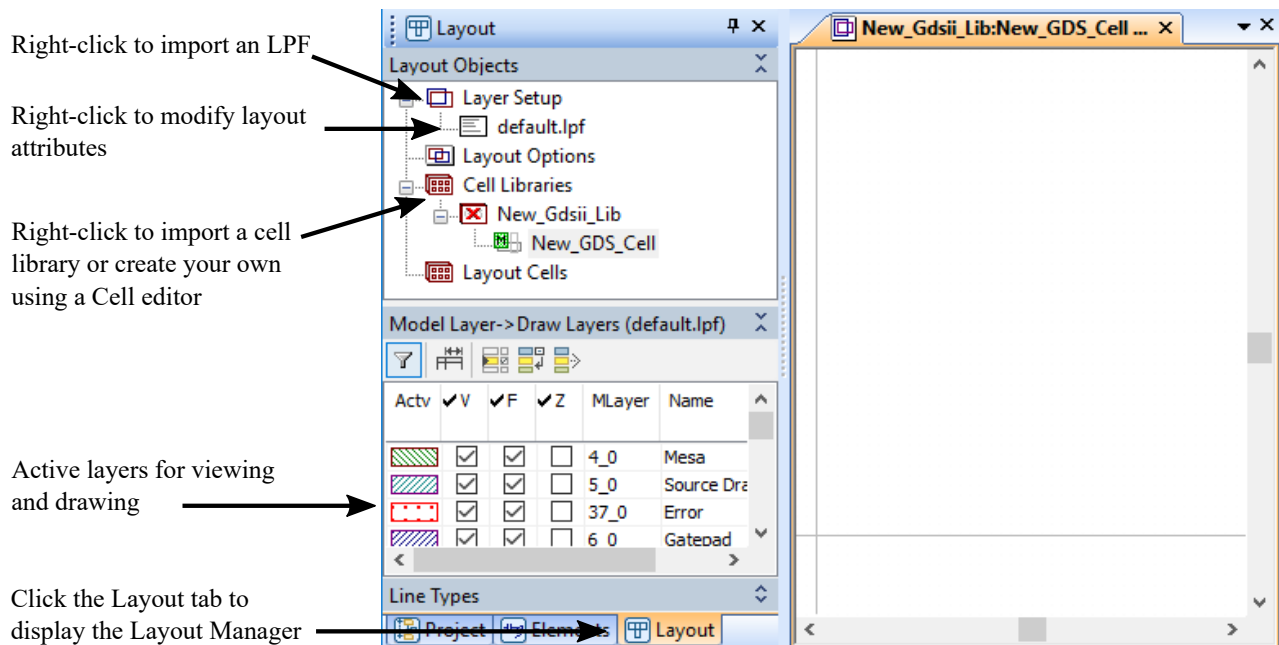 Right-click to import an LPF
Right-click to modify layout
attributes
Right-click to import a cell
library or create your own
using a Cell editor
Active layers for viewing
and drawing
Click the Layout tab to
display the Layout Manager
Layout
Layout Objects
Layer Setup
default.lpf
Layout Options
Cell Libraries
New_Gdsii_Lib
M
New_GDS_Cell
Layout Cells
Model Layer->Draw Layers (default.lpf)
Actv V F Z MLayer Name
4_0 Mesa
5_0 Source Dra
37_0 Error
6_0 Gatepad
Line Types
Project Elements Layout
New_Gdsii_Lib:New_GDS_Cell ...